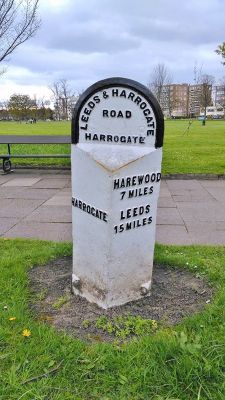 LEEDS & HARROGATE
ROAD
HARROGATE
HARROGATE
HAREWOOD
7 MILES
LEEDS
15 MILES